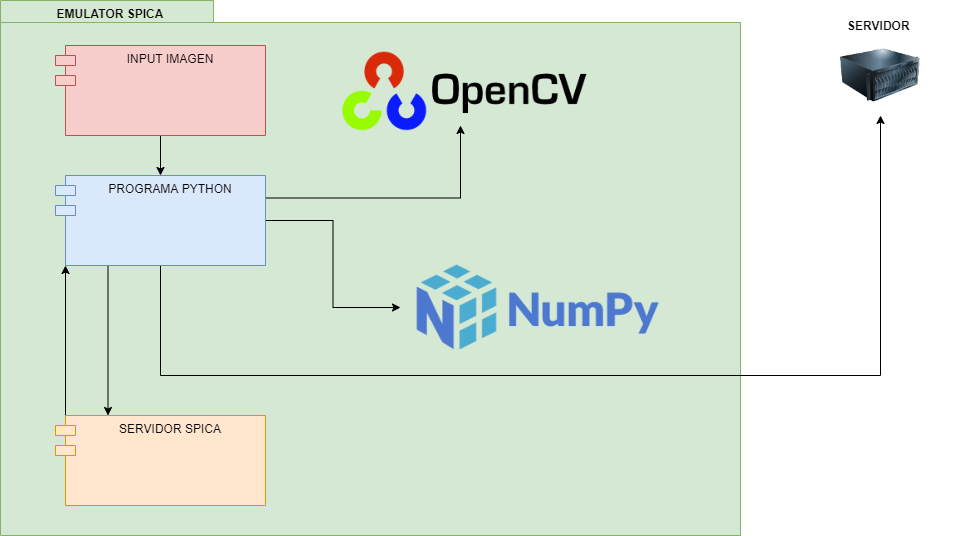 EMULATOR SPICA
SERVIDOR
INPUT IMAGEN
OpenCV
PROGRAMA PYTHON
NumPy
SERVIDOR SPICA